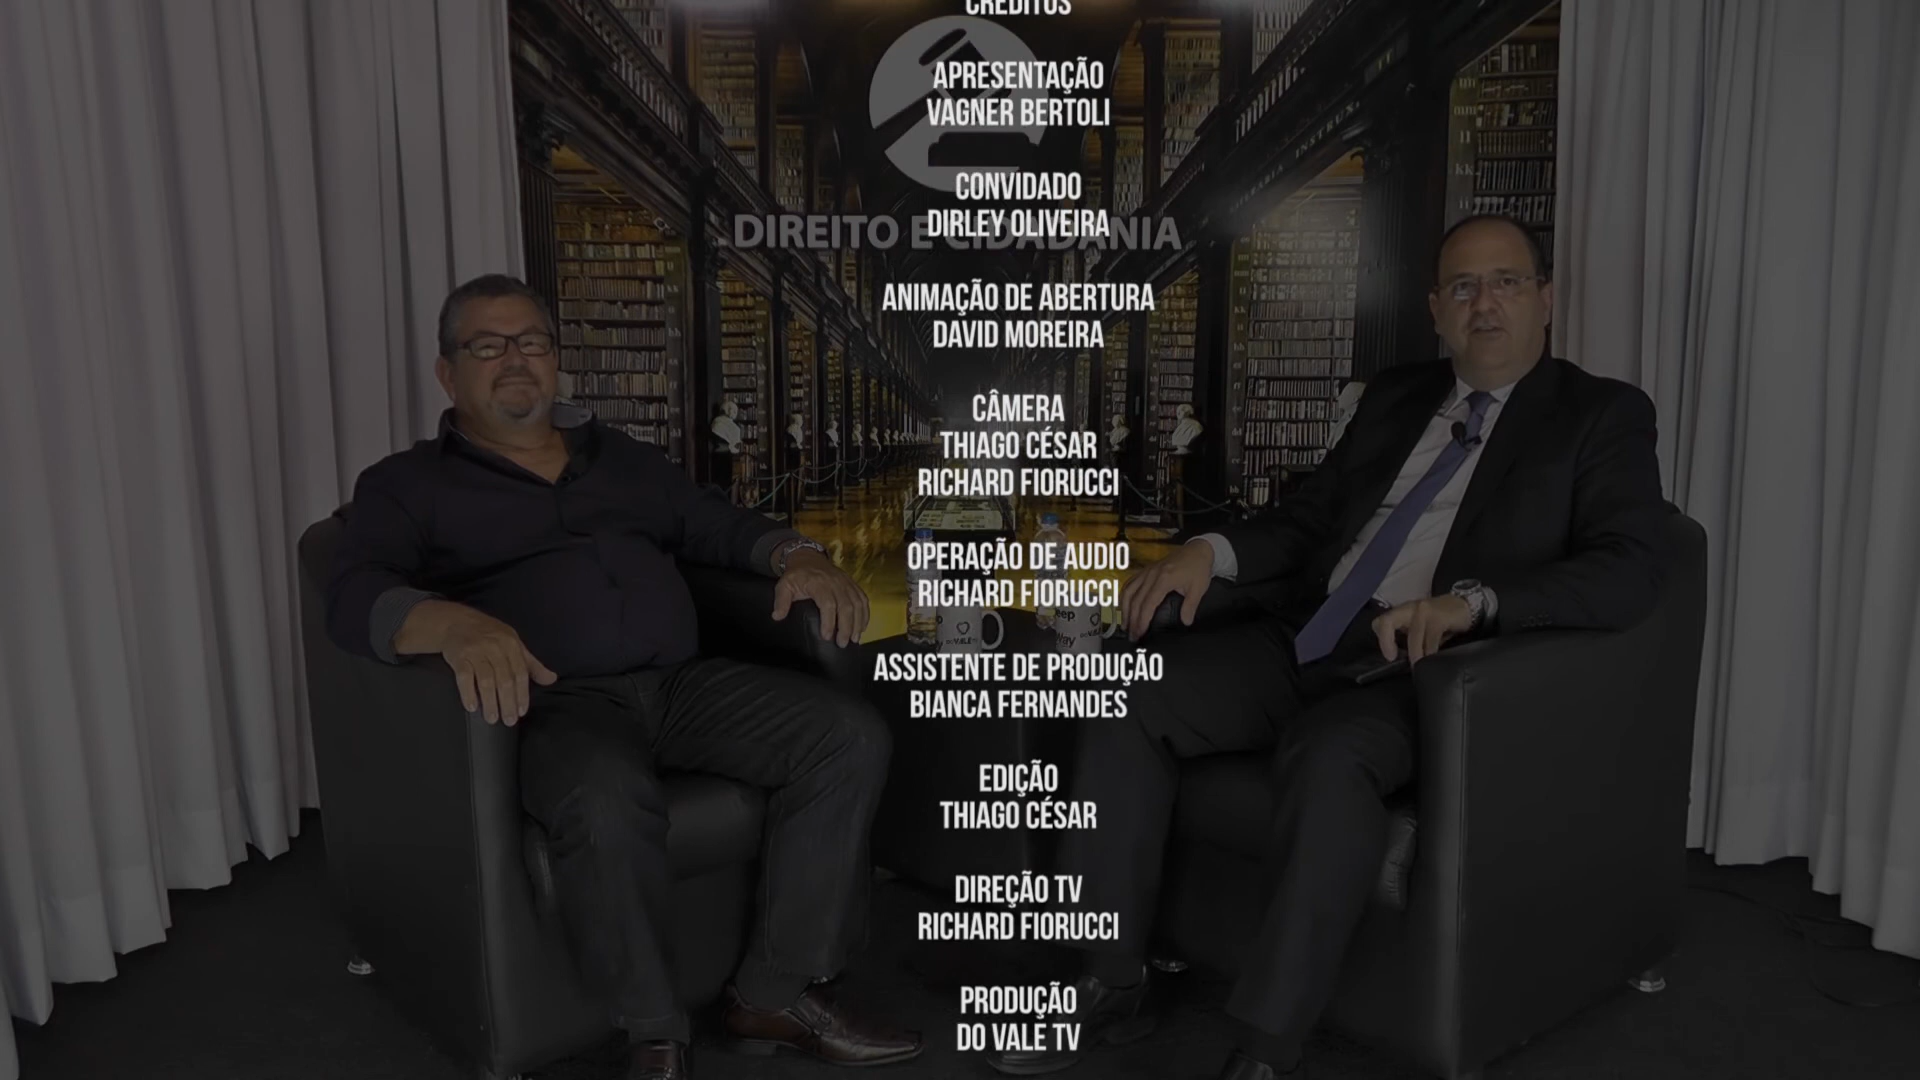 CRÉDITOS
APRESENTAÇÃO
VAGNER BERTOLI
CONVIDADO
DIRLEY OLIVEIRA
DIREITO E CIDADANIA
ANIMAÇÃO DE ABERTURA
DAVID MOREIRA
CÂMERA
THIAGO CÉSAR
RICHARD FIORUCCI
OPERAÇÃO DE AUDIO
RICHARD FIORUCCI
ASSISTENTE DE PRODUÇÃO
BIANCA FERNANDES
EDIÇÃO
THIAGO CÉSAR
DIREÇÃO TV
RICHARD FIORUCCI
PRODUÇÃO
DO VALE TV